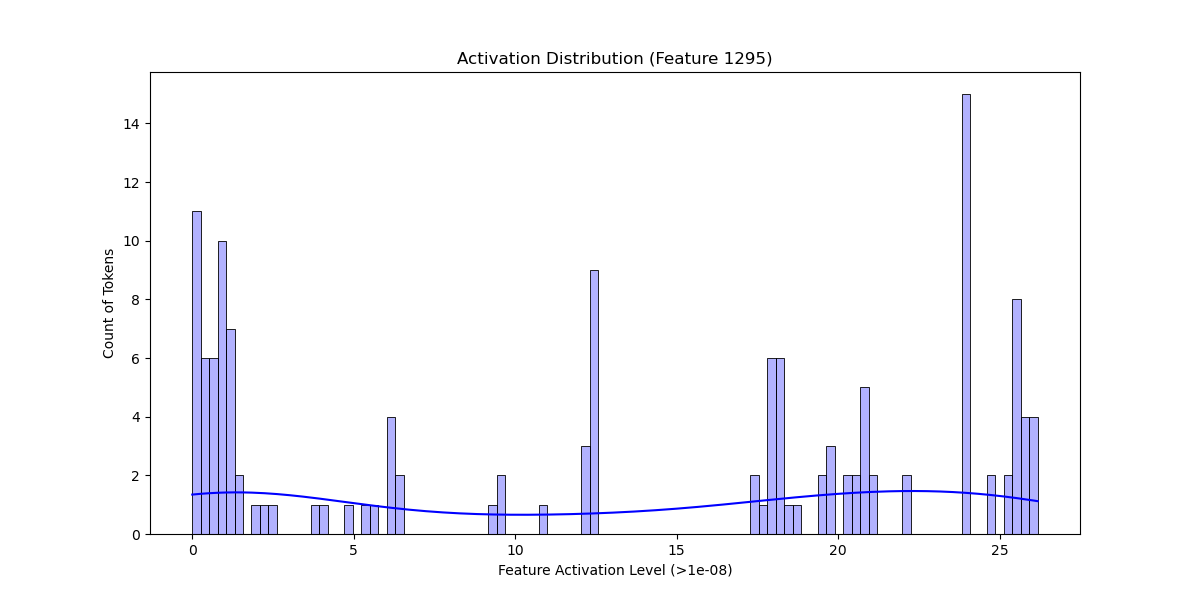 Activation Distribution (Feature 1295)
Count of Tokens
14
12
10
8
6
4
2
0
0 5 10 15 20 25
Feature Activation Level (>1e-08)